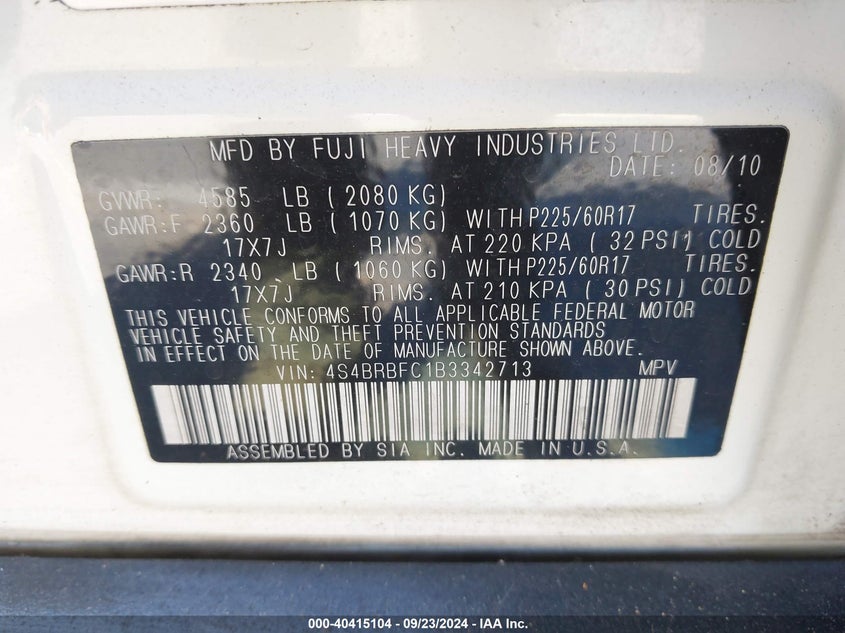 MFD BY FUJI HEAVY INDUSTRIES LTD.
DATE: 08/10
GVWR: 4585 LB ( 2080 KG)
GAWR:F 2360 LB ( 1070 KG) WITH P225/60R17 TIRES.
17X7J RIMS. AT 220 KPA ( 32 PSI) COLD
GAWR:R 2340 LB ( 1060 KG) WITH P225/60R17 TIRES.
17X7J RIMS. AT 210 KPA ( 30 PSI) COLD
THIS VEHICLE CONFORMS TO ALL APPLICABLE FEDERAL MOTOR
VEHICLE SAFETY AND THEFT PREVENTION STANDARDS
IN EFFECT ON THE DATE OF MANUFACTURE SHOWN ABOVE.
VIN: 4S4BRBFC1B3342713 MPV
ASSEMBLED BY SIA INC. MADE IN U.S.A.
000-40415104 - 09/23/2024 - IAA Inc.